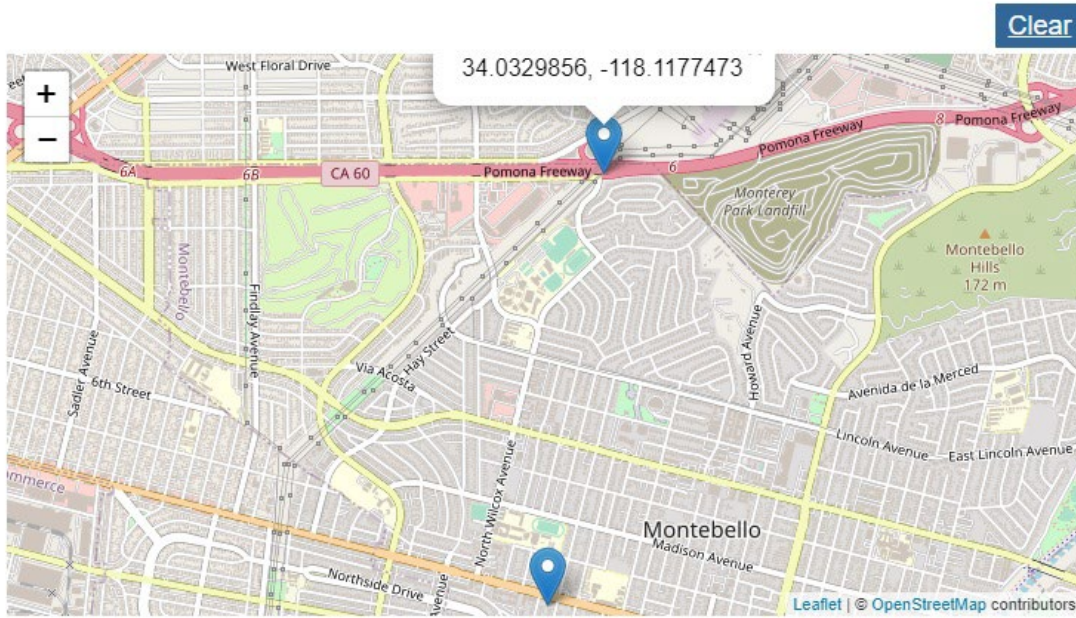 Clear
+
−
34.0329856, -118.1177473
West Floral Drive
Pomona Freeway
8
Pomona Freeway
6A
6B
CA 60
Pomona Freeway
6
Monterey
Park Landfill
Montebello
Montebello
Hills
172 m
Findlay Avenue
Sadler Avenue
Hay Street
Via Acosta
Howard Avenue
6th Street
Avenida de la Merced
Lincoln Avenue
East Lincoln Avenue
North Wilcox Avenue
ommerce
Montebello
Madison Avenue
Northside Drive
Avenue
Leaflet | © OpenStreetMap contributors